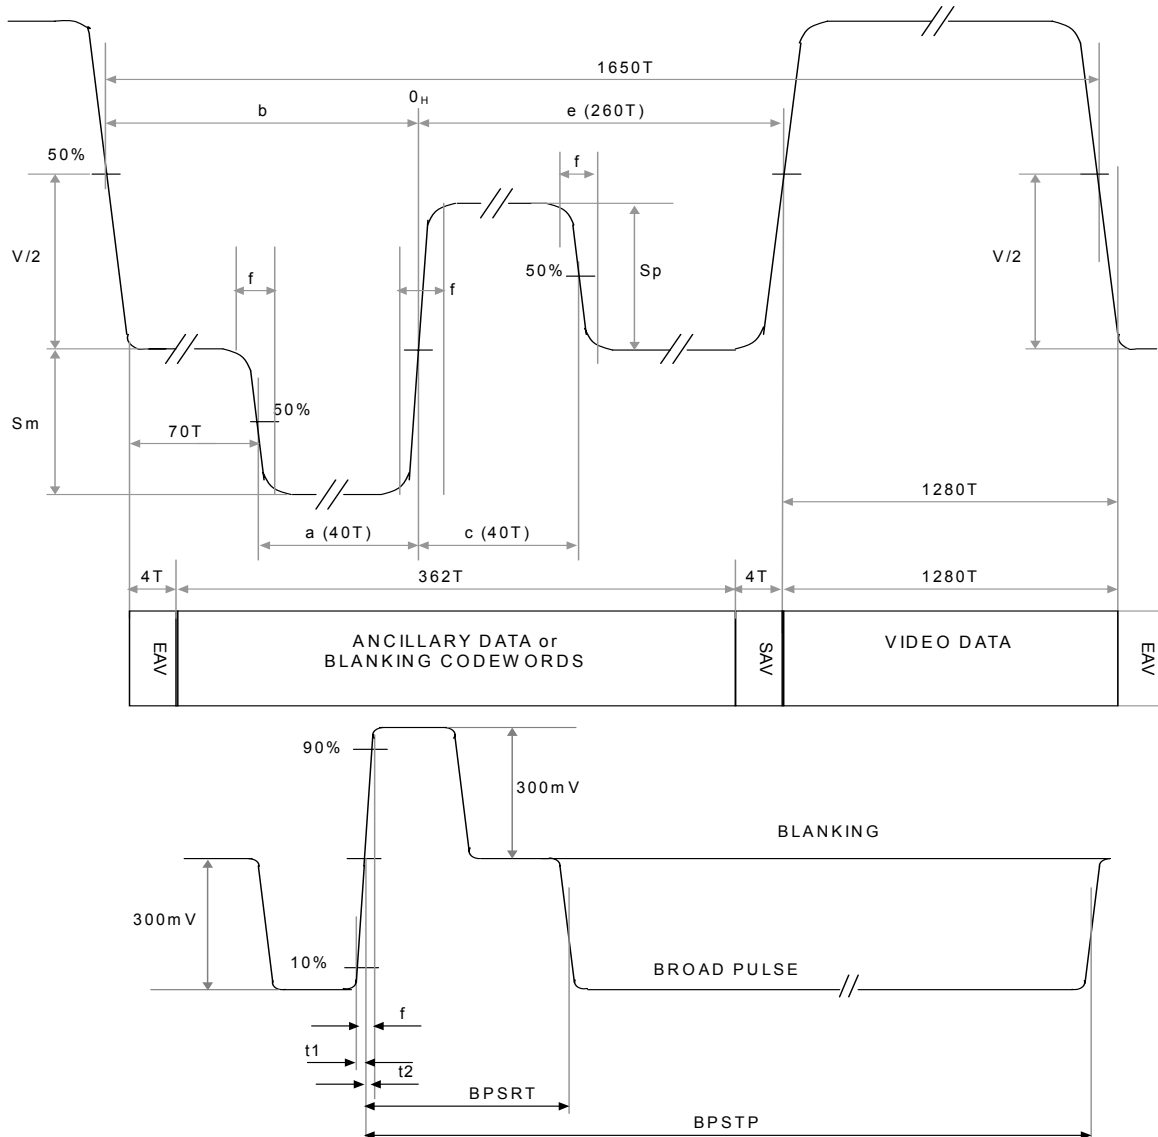 1650T
0H
b
e (260T)
50%
f
V/2
f
f
50%
Sp
V/2
Sm
50%
70T
1280T
a (40T)
c (40T)
4T
362T
4T
1280T
EAV
ANCILLARY DATA or
BLANKING CODEWORDS
SAV
VIDEO DATA
EAV
90%
300mV
BLANKING
300mV
10%
BROAD PULSE
f
t1
t2
BPSRT
BPSTP